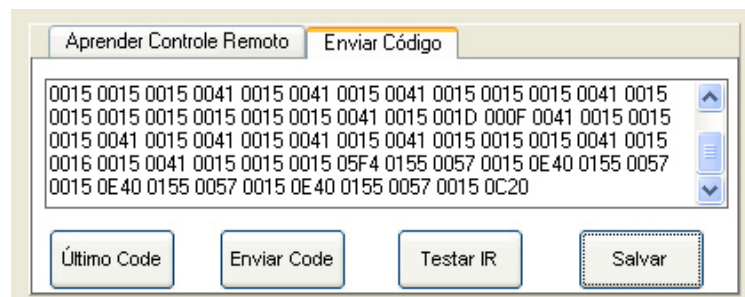 Aprender Controle Remoto Enviar Código
0015 0015 0015 0041 0015 0041 0015 0041 0015 0015 0015 0041 0015
0015 0015 0015 0015 0015 0041 0015 001D 000F 0041 0015 0015
0015 0041 0015 0041 0015 0041 0015 0041 0015 0015 0041 0015
0016 0015 0041 0015 0015 0015 05F4 0155 0057 0015 0E40 0155 0057
0015 0E40 0155 0057 0015 0E40 0155 0057 0015 0C20
Último Code Enviar Code Testar IR Salvar